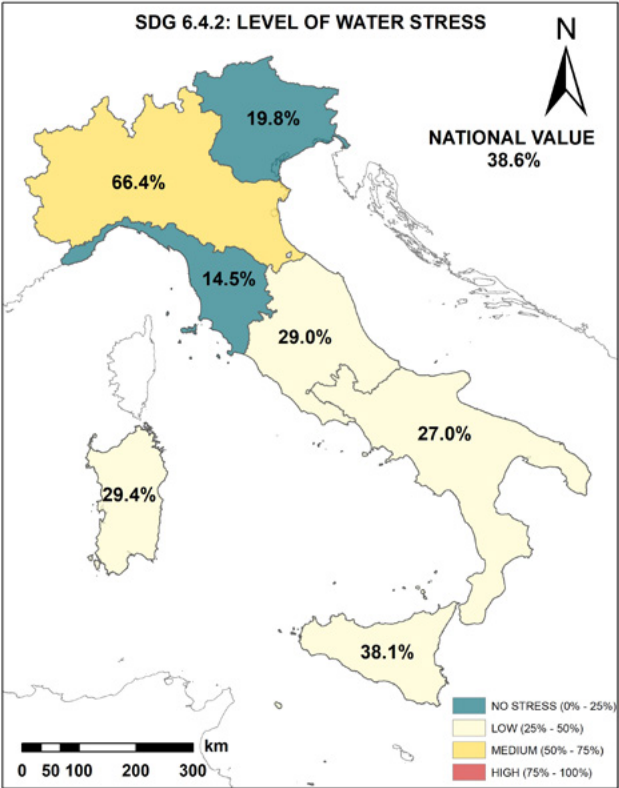 SDG 6.4.2: LEVEL OF WATER STRESS
N
19.8%
NATIONAL VALUE
38.6%
66.4%
14.5%
29.0%
27.0%
29.4%
38.1%
NO STRESS (0% - 25%)
LOW (25% - 50%)
MEDIUM (50% - 75%)
HIGH (75% - 100%)
km
0 50 100 200 300